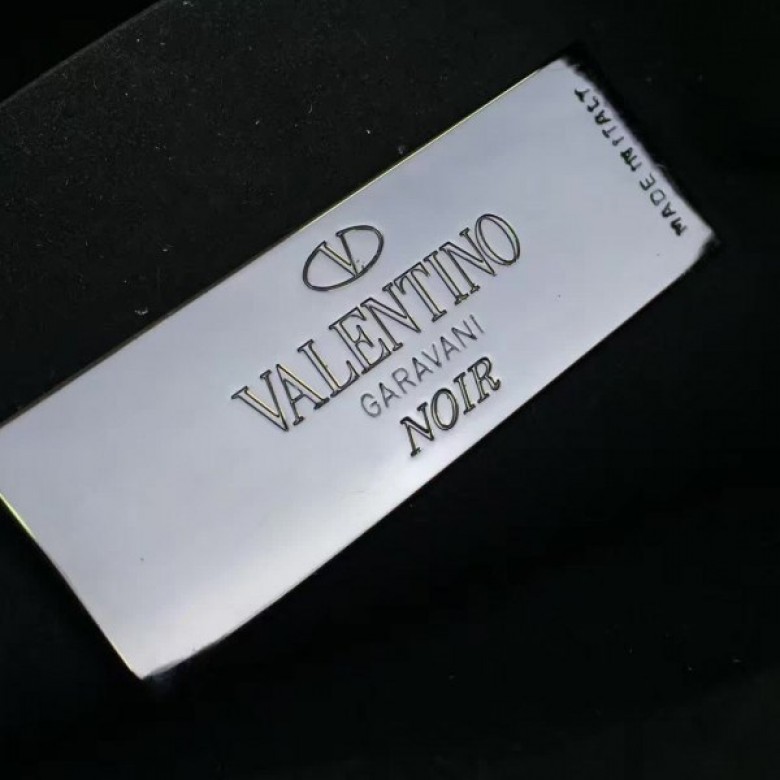 V
VALENTINO
GARAVANI
NOIR
MADE IN ITALY